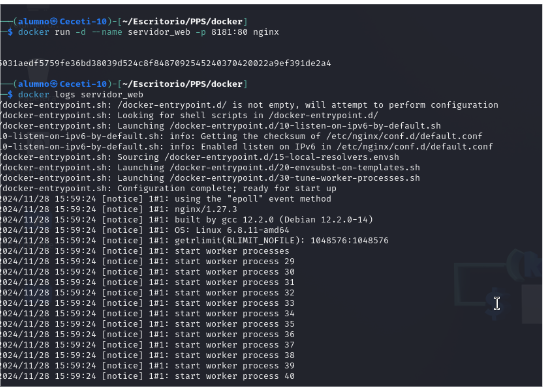 (alumno㉿Ceceti-10)-[~/Escritorio/PPS/docker]
$ docker run -d --name servidor_web -p 8181:80 nginx
5031aedf5759fe36bd38039d524c8f848709254524037042002​2a9ef391de2a4
(alumno㉿Ceceti-10)-[~/Escritorio/PPS/docker]
$ docker logs servidor_web
/docker-entrypoint.sh: /docker-entrypoint.d/ is not empty, will attempt to perform configuration
/docker-entrypoint.sh: Looking for shell scripts in /docker-entrypoint.d/
/docker-entrypoint.sh: Launching /docker-entrypoint.d/10-listen-on-ipv6-by-default.sh
0-listen-on-ipv6-by-default.sh: info: Getting the checksum of /etc/nginx/conf.d/default.conf
0-listen-on-ipv6-by-default.sh: info: Enabled listen on IPv6 in /etc/nginx/conf.d/default.conf
/docker-entrypoint.sh: Sourcing /docker-entrypoint.d/15-local-resolvers.envsh
/docker-entrypoint.sh: Launching /docker-entrypoint.d/20-envsubst-on-templates.sh
/docker-entrypoint.sh: Launching /docker-entrypoint.d/30-tune-worker-processes.sh
/docker-entrypoint.sh: Configuration complete; ready for start up
2024/11/28 15:59:24 [notice] 1#1: using the "epoll" event method
2024/11/28 15:59:24 [notice] 1#1: nginx/1.27.3
2024/11/28 15:59:24 [notice] 1#1: built by gcc 12.2.0 (Debian 12.2.0-14)
2024/11/28 15:59:24 [notice] 1#1: OS: Linux 6.8.11-amd64
2024/11/28 15:59:24 [notice] 1#1: getrlimit(RLIMIT_NOFILE): 1048576:1048576
2024/11/28 15:59:24 [notice] 1#1: start worker processes
2024/11/28 15:59:24 [notice] 1#1: start worker process 29
2024/11/28 15:59:24 [notice] 1#1: start worker process 30
2024/11/28 15:59:24 [notice] 1#1: start worker process 31
2024/11/28 15:59:24 [notice] 1#1: start worker process 32
2024/11/28 15:59:24 [notice] 1#1: start worker process 33
2024/11/28 15:59:24 [notice] 1#1: start worker process 34
2024/11/28 15:59:24 [notice] 1#1: start worker process 35
2024/11/28 15:59:24 [notice] 1#1: start worker process 36
2024/11/28 15:59:24 [notice] 1#1: start worker process 37
2024/11/28 15:59:24 [notice] 1#1: start worker process 38
2024/11/28 15:59:24 [notice] 1#1: start worker process 39
2024/11/28 15:59:24 [notice] 1#1: start worker process 40